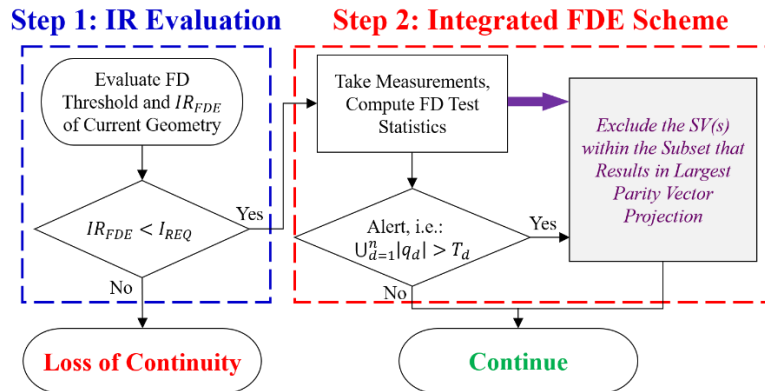 Step 1: IR Evaluation
Evaluate FD
Threshold and IR_FDE
of Current Geometry
IR_FDE < I_REQ
Yes
No
Loss of Continuity
Step 2: Integrated FDE Scheme
Take Measurements,
Compute FD Test
Statistics
Alert, i.e.:
⋃ⁿ_d=1|q_d| > T_d
Yes
No
Exclude the SV(s)
within the Subset that
Results in Largest
Parity Vector
Projection
Continue